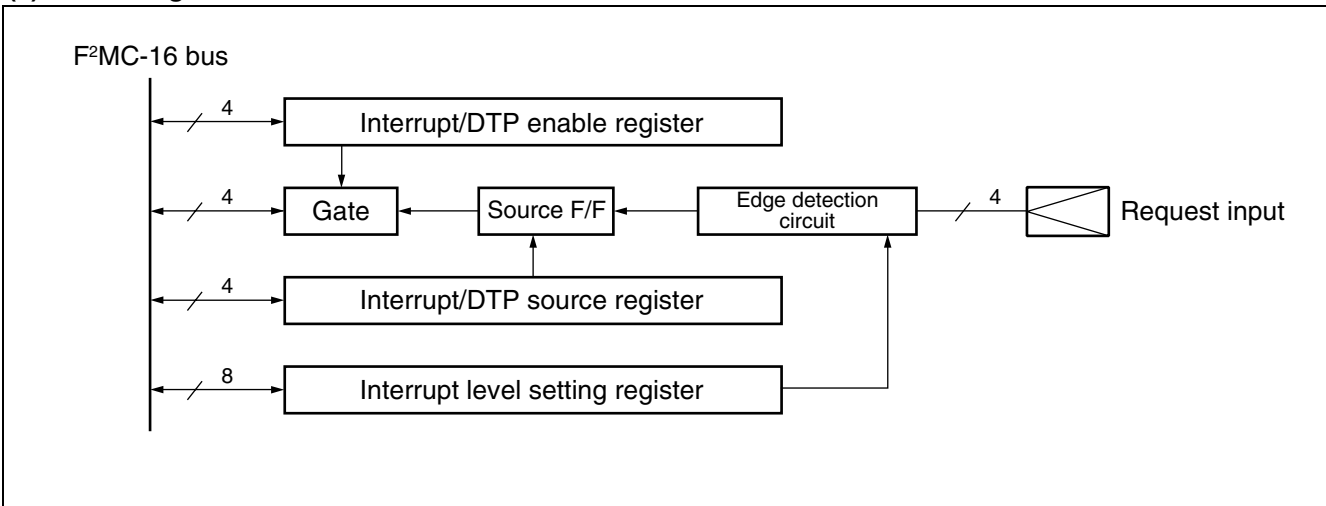 F²MC-16 bus
4
Interrupt/DTP enable register
4
Gate
Source F/F
Edge detection
circuit
4
Request input
4
Interrupt/DTP source register
8
Interrupt level setting register